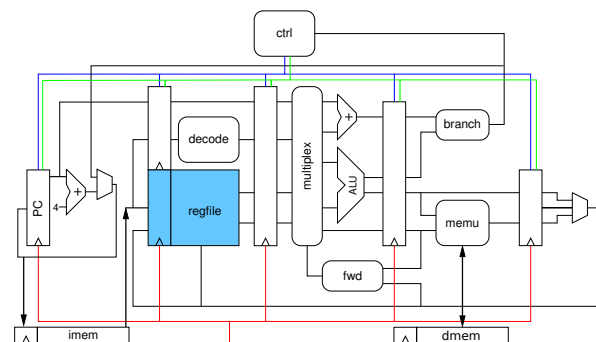 ctrl
decode
multiplex
+
branch
PC
+
4
ALU
regfile
memu
fwd
imem
dmem